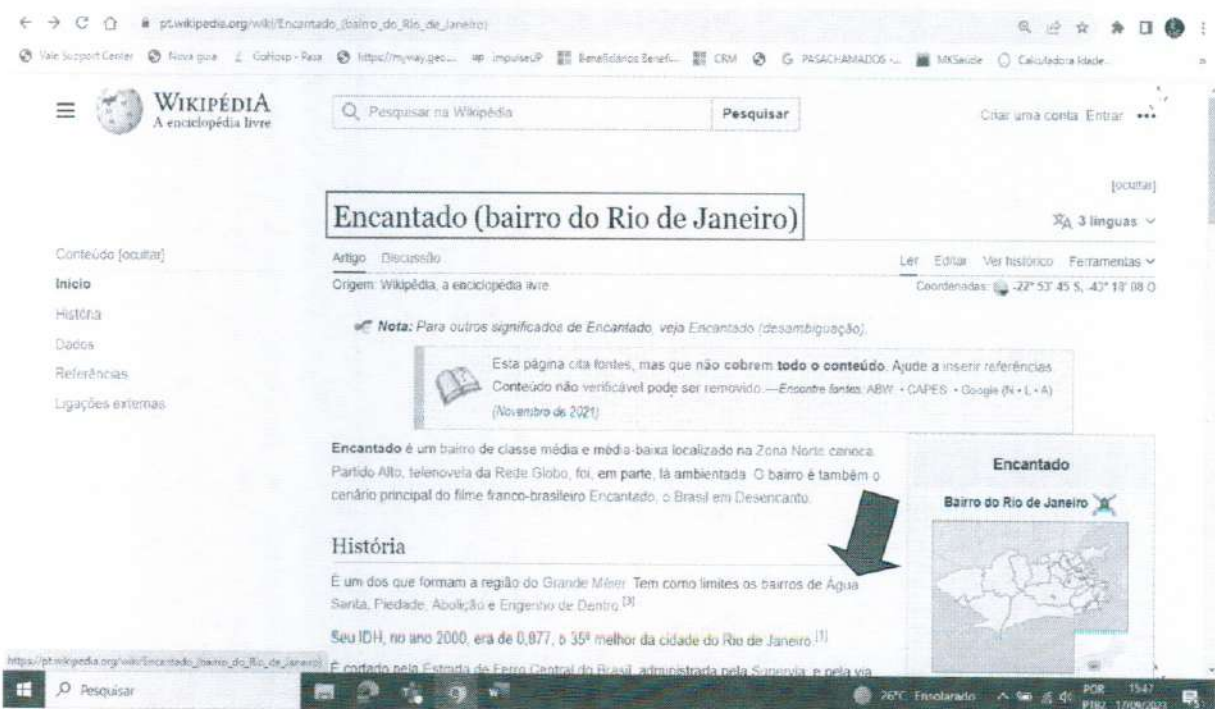 pt.wikipedia.org/wiki/Encantado_(bairro_do_Rio_de_Janeiro)
Vale Support Center Nova guia GoHosp - Pasa https://myway.geo... impulseUP Beneficiários Benefi... CRM G PASACHAMADOS -... MKSaúde Calculadora Idade...
WIKIPÉDIA
A enciclopédia livre
Pesquisar na Wikipédia Pesquisar
Criar uma conta Entrar •••
[ocultar]
Encantado (bairro do Rio de Janeiro)
3 línguas
Conteúdo [ocultar]
Início
História
Dados
Referências
Ligações externas
Artigo Discussão Ler Editar Ver histórico Ferramentas
Origem: Wikipédia, a enciclopédia livre.
Coordenadas: -22° 53' 45 S, -43° 18' 08 O
Nota: Para outros significados de Encantado, veja Encantado (desambiguação).
Esta página cita fontes, mas que não cobrem todo o conteúdo. Ajude a inserir referências
Conteúdo não verificável pode ser removido.—Encontre fontes: ABW • CAPES • Google (N • L • A)
(Novembro de 2021)
Encantado é um bairro de classe média e média-baixa localizado na Zona Norte carioca.
Partido Alto, telenovela da Rede Globo, foi, em parte, lá ambientada. O bairro é também o
cenário principal do filme franco-brasileiro Encantado, o Brasil em Desencanto.
Encantado
Bairro do Rio de Janeiro
História
É um dos que formam a região do Grande Méier. Tem como limites os bairros de Água
Santa, Piedade, Abolição e Engenho de Dentro.[3]
Seu IDH, no ano 2000, era de 0,877, o 35º melhor da cidade do Rio de Janeiro.[1]
É cortado pela Estrada de Ferro Central do Brasil, administrada pela Supervia, e pela via
https://pt.wikipedia.org/wiki/Encantado_(bairro_do_Rio_de_Janeiro)
Pesquisar
26°C Ensolarado
POR
PTB2
15:47
17/09/2023